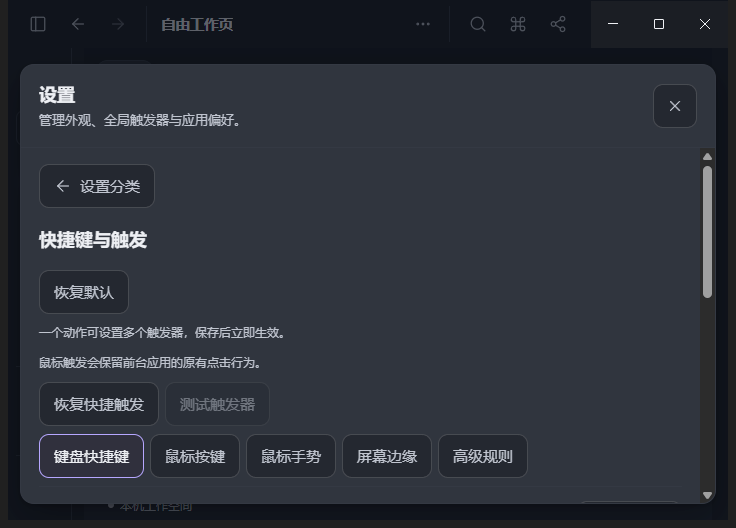 自由工作页
设置
管理外观、全局触发器与应用偏好。
设置分类
快捷键与触发
恢复默认
一个动作可设置多个触发器，保存后立即生效。
鼠标触发会保留前台应用的原有点击行为。
恢复快捷触发 测试触发器
键盘快捷键 鼠标按键 鼠标手势 屏幕边缘 高级规则
本机工作空间